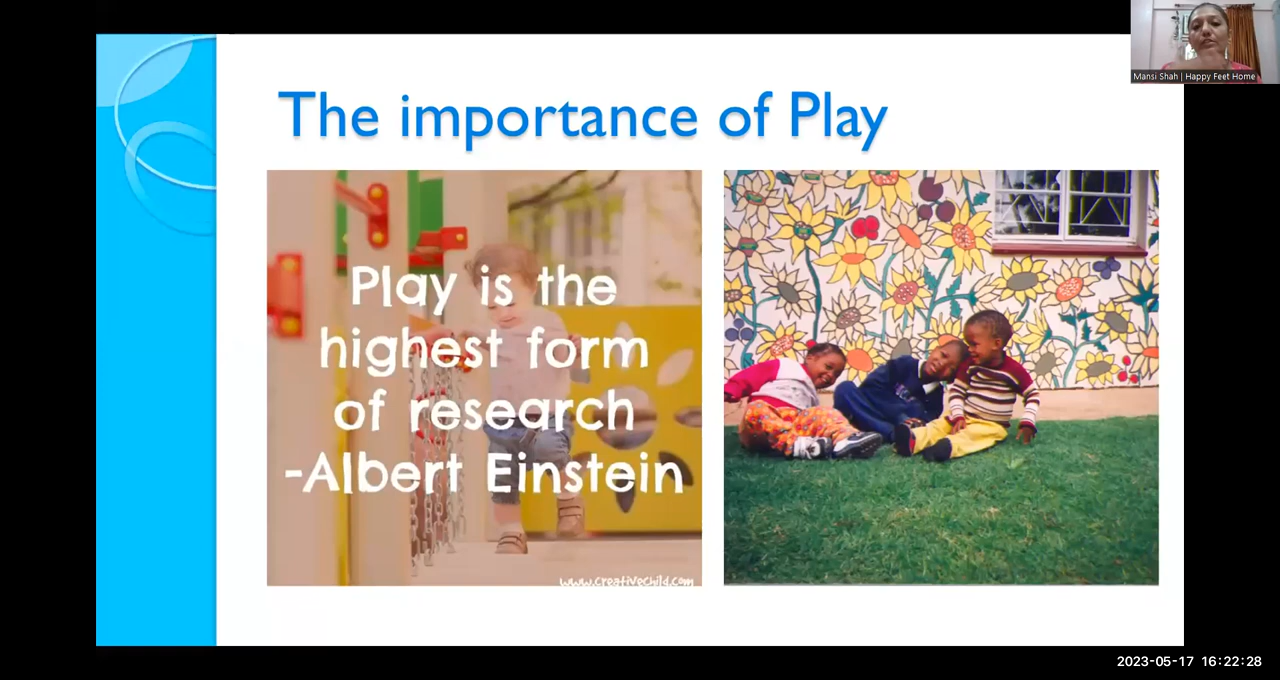 Mansi Shah | Happy Feet Home
The importance of Play
Play is the
highest form
of research
-Albert Einstein
www.creativechild.com
2023-05-17 16:22:28